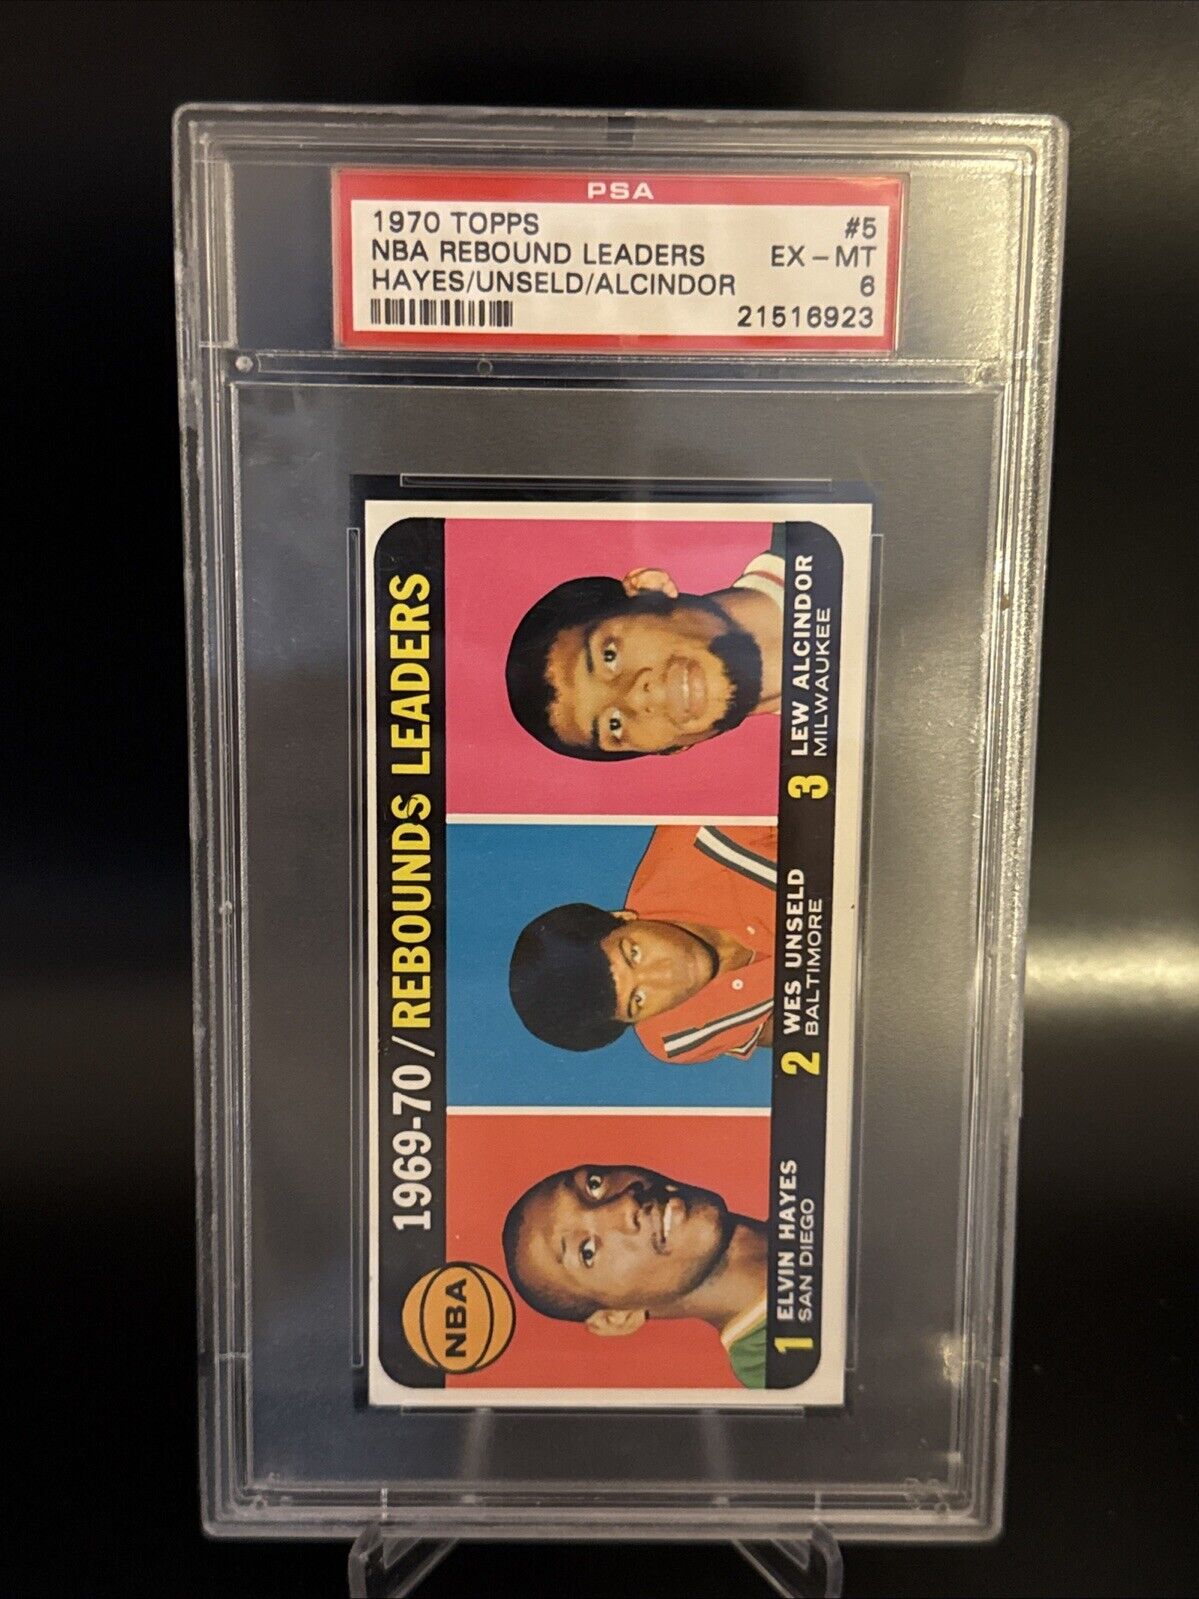 PSA
1970 TOPPS #5
NBA REBOUND LEADERS EX - MT
HAYES/UNSELD/ALCINDOR 6
21516923
1969-70/REBOUNDS LEADERS
NBA
1 ELVIN HAYES
SAN DIEGO
2 WES UNSELD
BALTIMORE
3 LEW ALCINDOR
MILWAUKEE